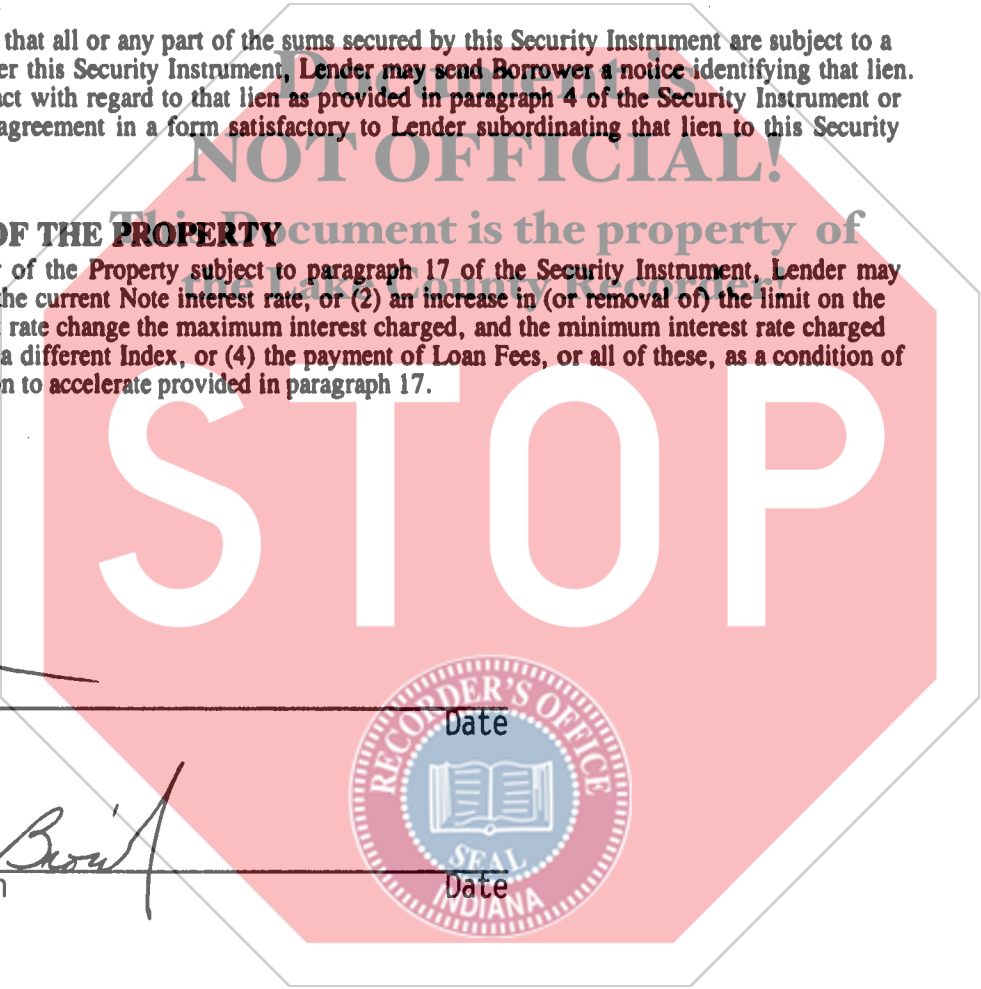 that all or any part of the sums secured by this Security Instrument are subject to a
er this Security Instrument, Lender may send Borrower a notice identifying that lien.
act with regard to that lien as provided in paragraph 4 of the Security Instrument or
agreement in a form satisfactory to Lender subordinating that lien to this Security
Document is
NOT OFFICIAL!
This Document is the property of
the Lake County Recorder!
OF THE PROPERTY
of the Property subject to paragraph 17 of the Security Instrument, Lender may
the current Note interest rate, or (2) an increase in (or removal of) the limit on the
rate change the maximum interest charged, and the minimum interest rate charged
a different Index, or (4) the payment of Loan Fees, or all of these, as a condition of
n to accelerate provided in paragraph 17.
STOP
Date
RECORDER'S OFFICE
SEAL
INDIANA
n
Date